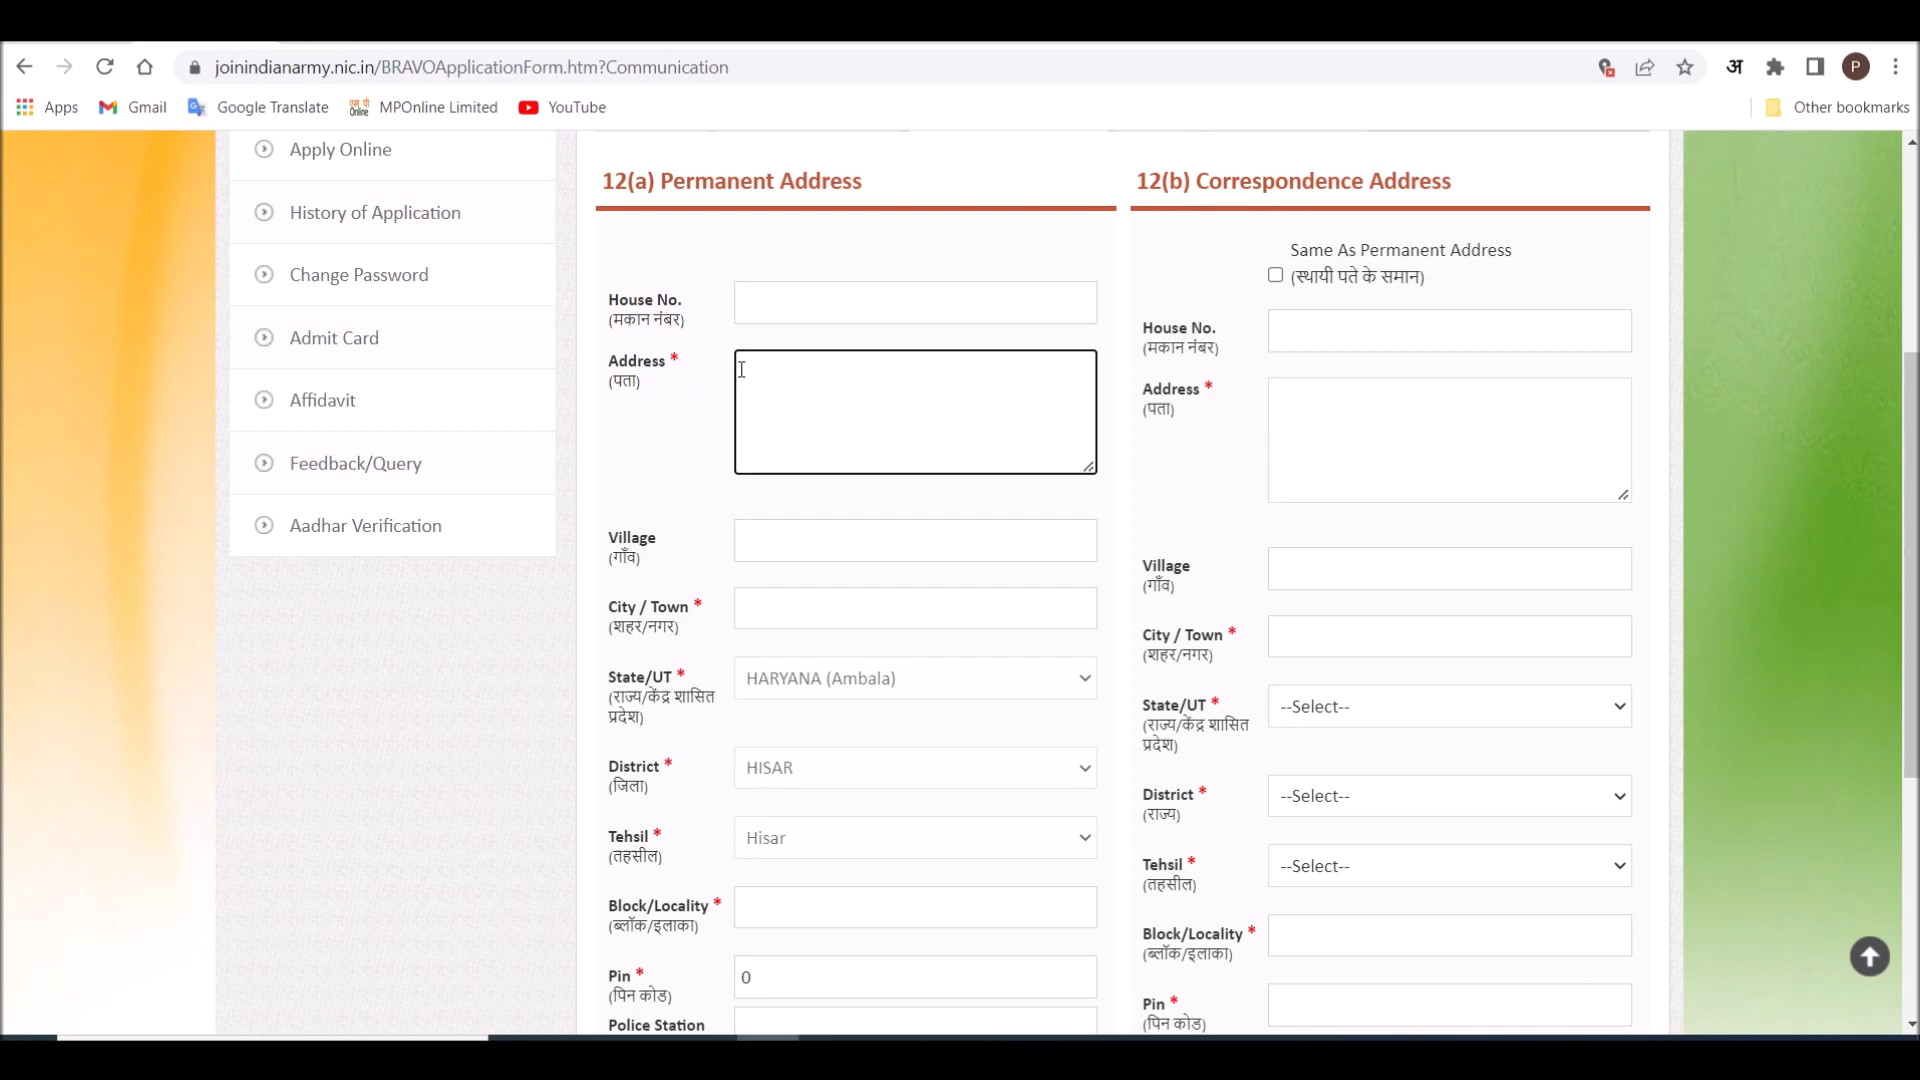 joinindianarmy.nic.in/BRAVOApplicationForm.htm?Communication
अ
P
Apps
Gmail
Google Translate
MPOnline Limited
YouTube
Other bookmarks
Apply Online
History of Application
Change Password
Admit Card
Affidavit
Feedback/Query
Aadhar Verification
12(a) Permanent Address
House No.
(मकान नंबर)
Address *
(पता)
Village
(गाँव)
City / Town *
(शहर/नगर)
State/UT *
(राज्य/केंद्र शासित
प्रदेश)
HARYANA (Ambala)
District *
(जिला)
HISAR
Tehsil *
(तहसील)
Hisar
Block/Locality *
(ब्लॉक/इलाका)
Pin *
(पिन कोड)
0
Police Station
12(b) Correspondence Address
Same As Permanent Address
(स्थायी पते के समान)
House No.
(मकान नंबर)
Address *
(पता)
Village
(गाँव)
City / Town *
(शहर/नगर)
State/UT *
(राज्य/केंद्र शासित
प्रदेश)
--Select--
District *
(राज्य)
--Select--
Tehsil *
(तहसील)
--Select--
Block/Locality *
(ब्लॉक/इलाका)
Pin *
(पिन कोड)